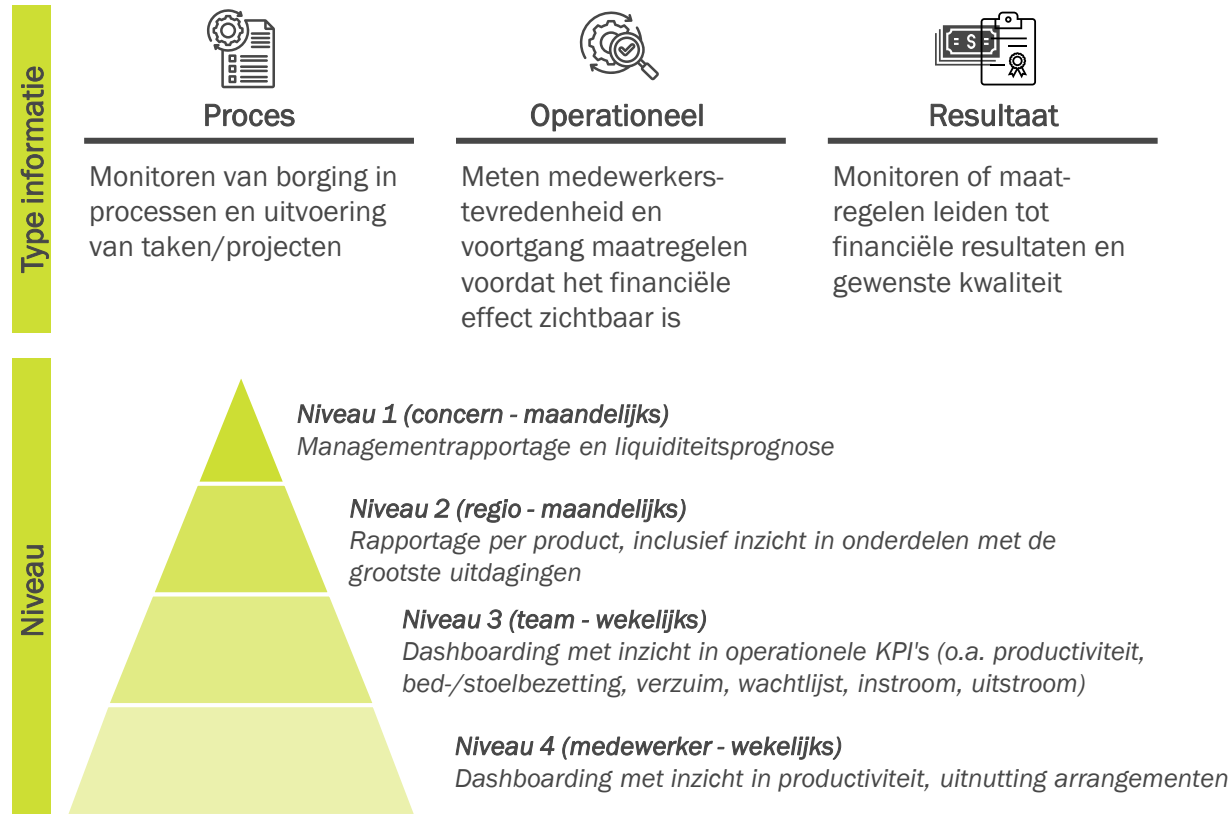 Type informatie
Proces
Monitoren van borging in
processen en uitvoering
van taken/projecten
Operationeel
Meten medewerkers-
tevredenheid en
voortgang maatregelen
voordat het financiële
effect zichtbaar is
$
Resultaat
Monitoren of maat-
regelen leiden tot
financiële resultaten en
gewenste kwaliteit
Niveau
Niveau 1 (concern - maandelijks)
Managementrapportage en liquiditeitsprognose
Niveau 2 (regio - maandelijks)
Rapportage per product, inclusief inzicht in onderdelen met de
grootste uitdagingen
Niveau 3 (team - wekelijks)
Dashboarding met inzicht in operationele KPI's (o.a. productiviteit,
bed-/stoelbezetting, verzuim, wachtlijst, instroom, uitstroom)
Niveau 4 (medewerker - wekelijks)
Dashboarding met inzicht in productiviteit, uitnutting arrangementen